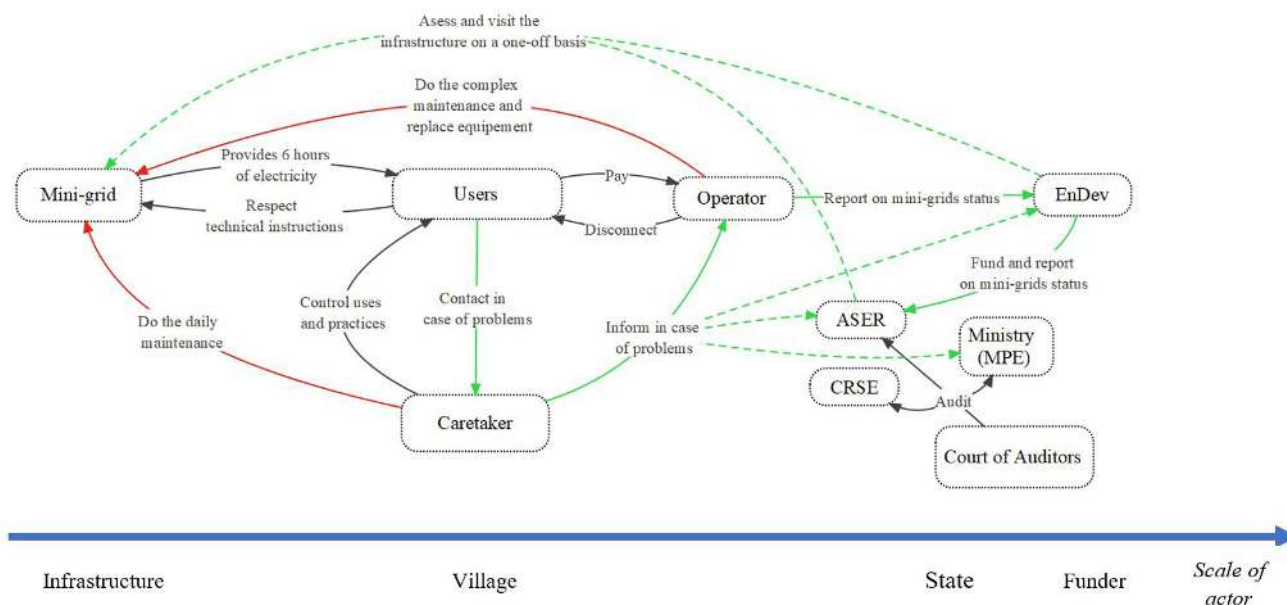 Asess and visit the
infrastructure on a one-off basis
Do the complex
maintenance and
replace equipement
Provides 6 hours
of electricity
Mini-grid
Users
Pay
Operator
Report on mini-grids status
EnDev
Respect
technical instructions
Disconnect
Fund and report
on mini-grids status
Control uses
and practices
Contact in
case of problems
Do the daily
maintenance
Inform in case
of problems
ASER
Ministry
(MPE)
CRSE
Audit
Caretaker
Court of Auditors
Infrastructure
Village
State
Funder
Scale of
actor